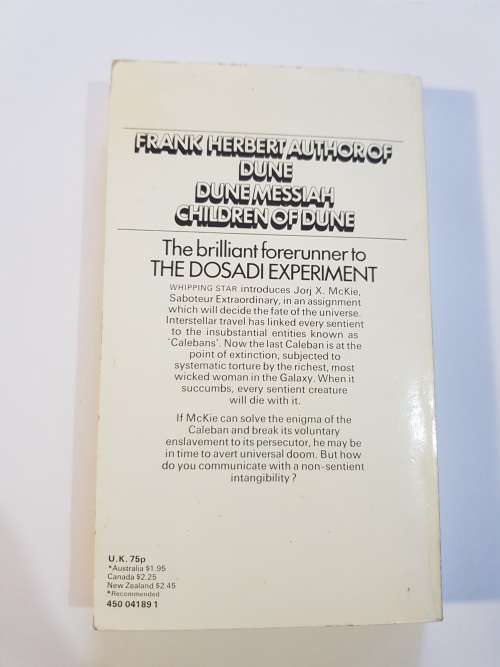 FRANK HERBERT AUTHOR OF
DUNE
DUNE MESSIAH
CHILDREN OF DUNE
The brilliant forerunner to
THE DOSADI EXPERIMENT
WHIPPING STAR introduces Jorj X. McKie,
Saboteur Extraordinary, in an assignment
which will decide the fate of the universe.
Interstellar travel has linked every sentient
to the insubstantial entities known as
'Calebans'. Now the last Caleban is at the
point of extinction, subjected to
systematic torture by the richest, most
wicked woman in the Galaxy. When it
succumbs, every sentient creature
will die with it.
If McKie can solve the enigma of the
Caleban and break its voluntary
enslavement to its persecutor, he may be
in time to avert universal doom. But how
do you communicate with a non-sentient
intangibility?
U.K. 75p
*Australia $1.95
Canada $2.25
New Zealand $2.45
*Recommended
450 04189 1